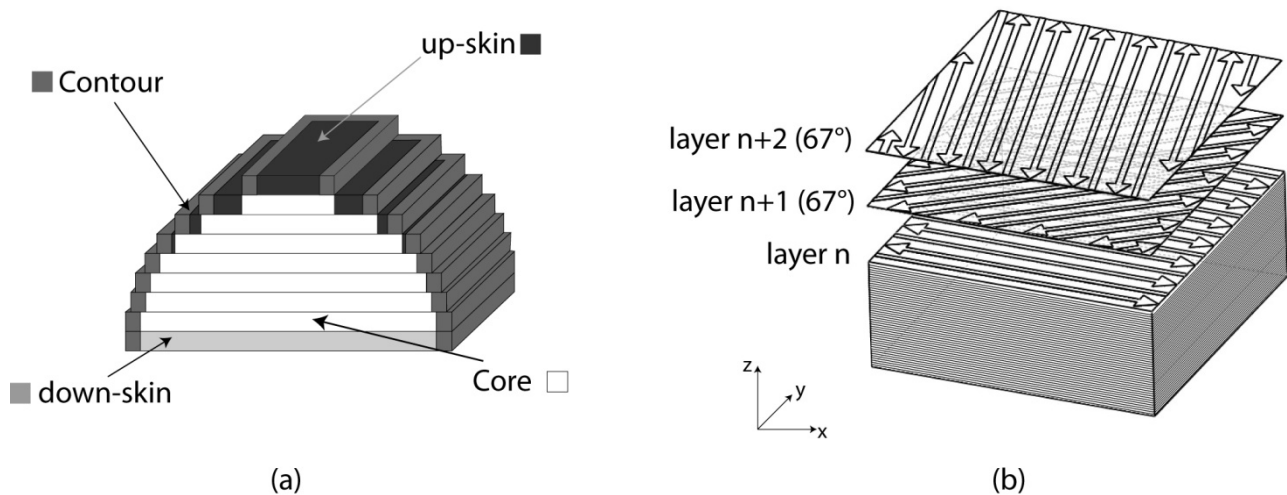 up-skin
Contour
down-skin
Core
(a)
layer n+2 (67°)
layer n+1 (67°)
layer n
z
y
x
(b)